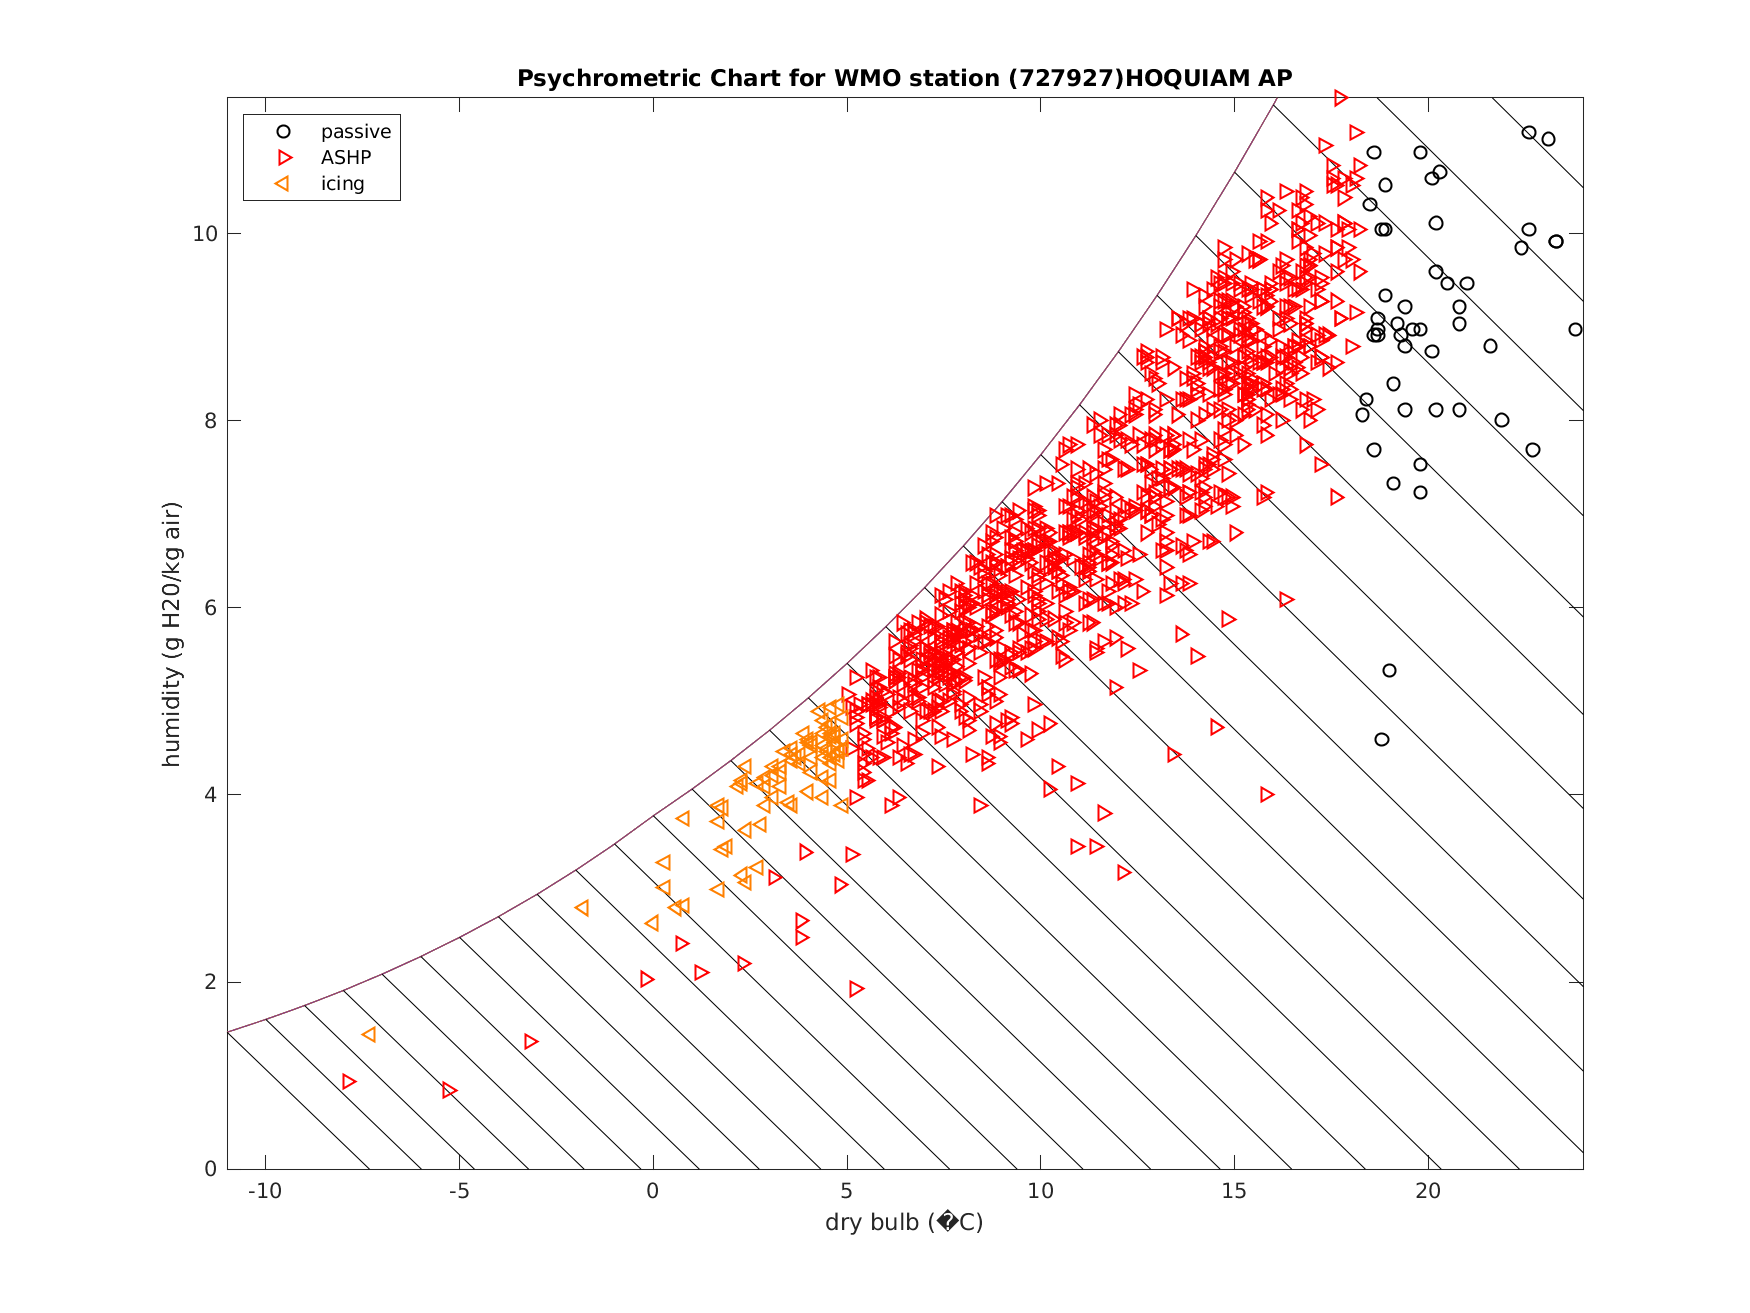 Psychrometric Chart for WMO station (727927)HOQUIAM AP
passive
ASHP
icing
humidity (g H20/kg air)
10
8
6
4
2
0
-10
-5
0
5
10
15
20
dry bulb (�C)